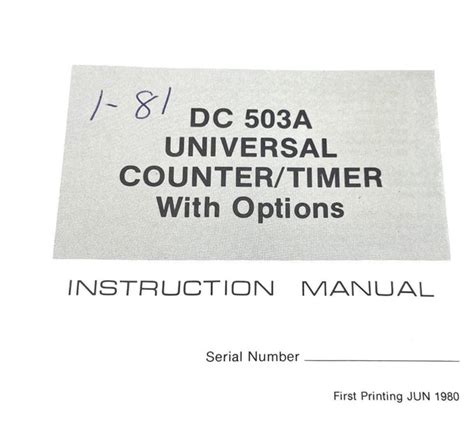 1-81
DC 503A
UNIVERSAL
COUNTER/TIMER
With Options
INSTRUCTION MANUAL
Serial Number
First Printing JUN 1980